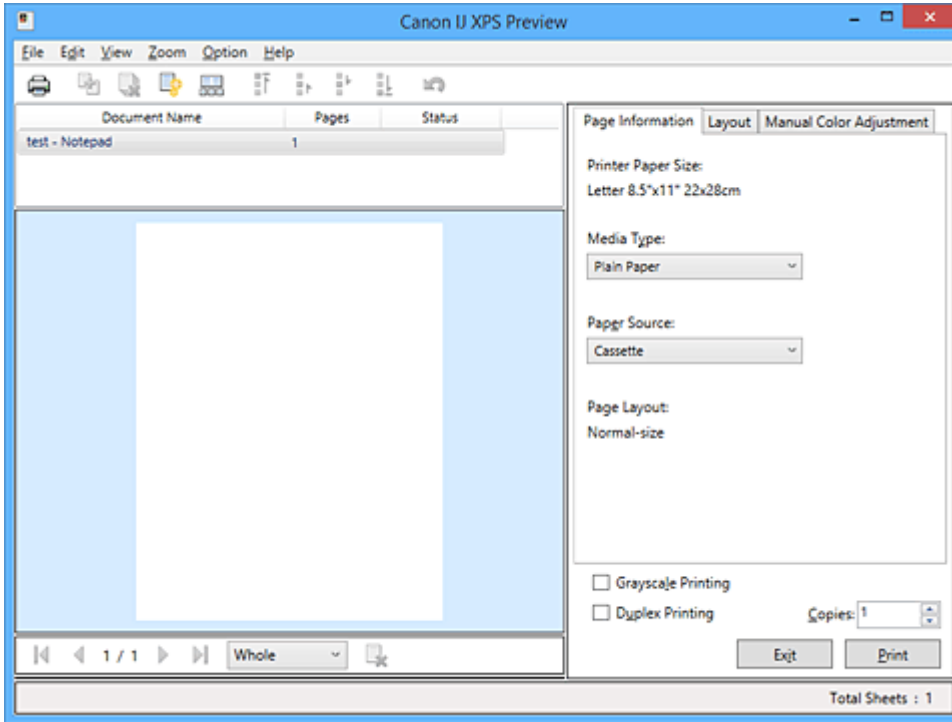 Canon IJ XPS Preview
File Edit View Zoom Option Help
Document Name Pages Status
test - Notepad 1
Page Information Layout Manual Color Adjustment
Printer Paper Size:
Letter 8.5"x11" 22x28cm
Media Type:
Plain Paper
Paper Source:
Cassette
Page Layout:
Normal-size
Grayscale Printing
Duplex Printing Copies: 1
1 / 1 Whole
Exit Print
Total Sheets : 1